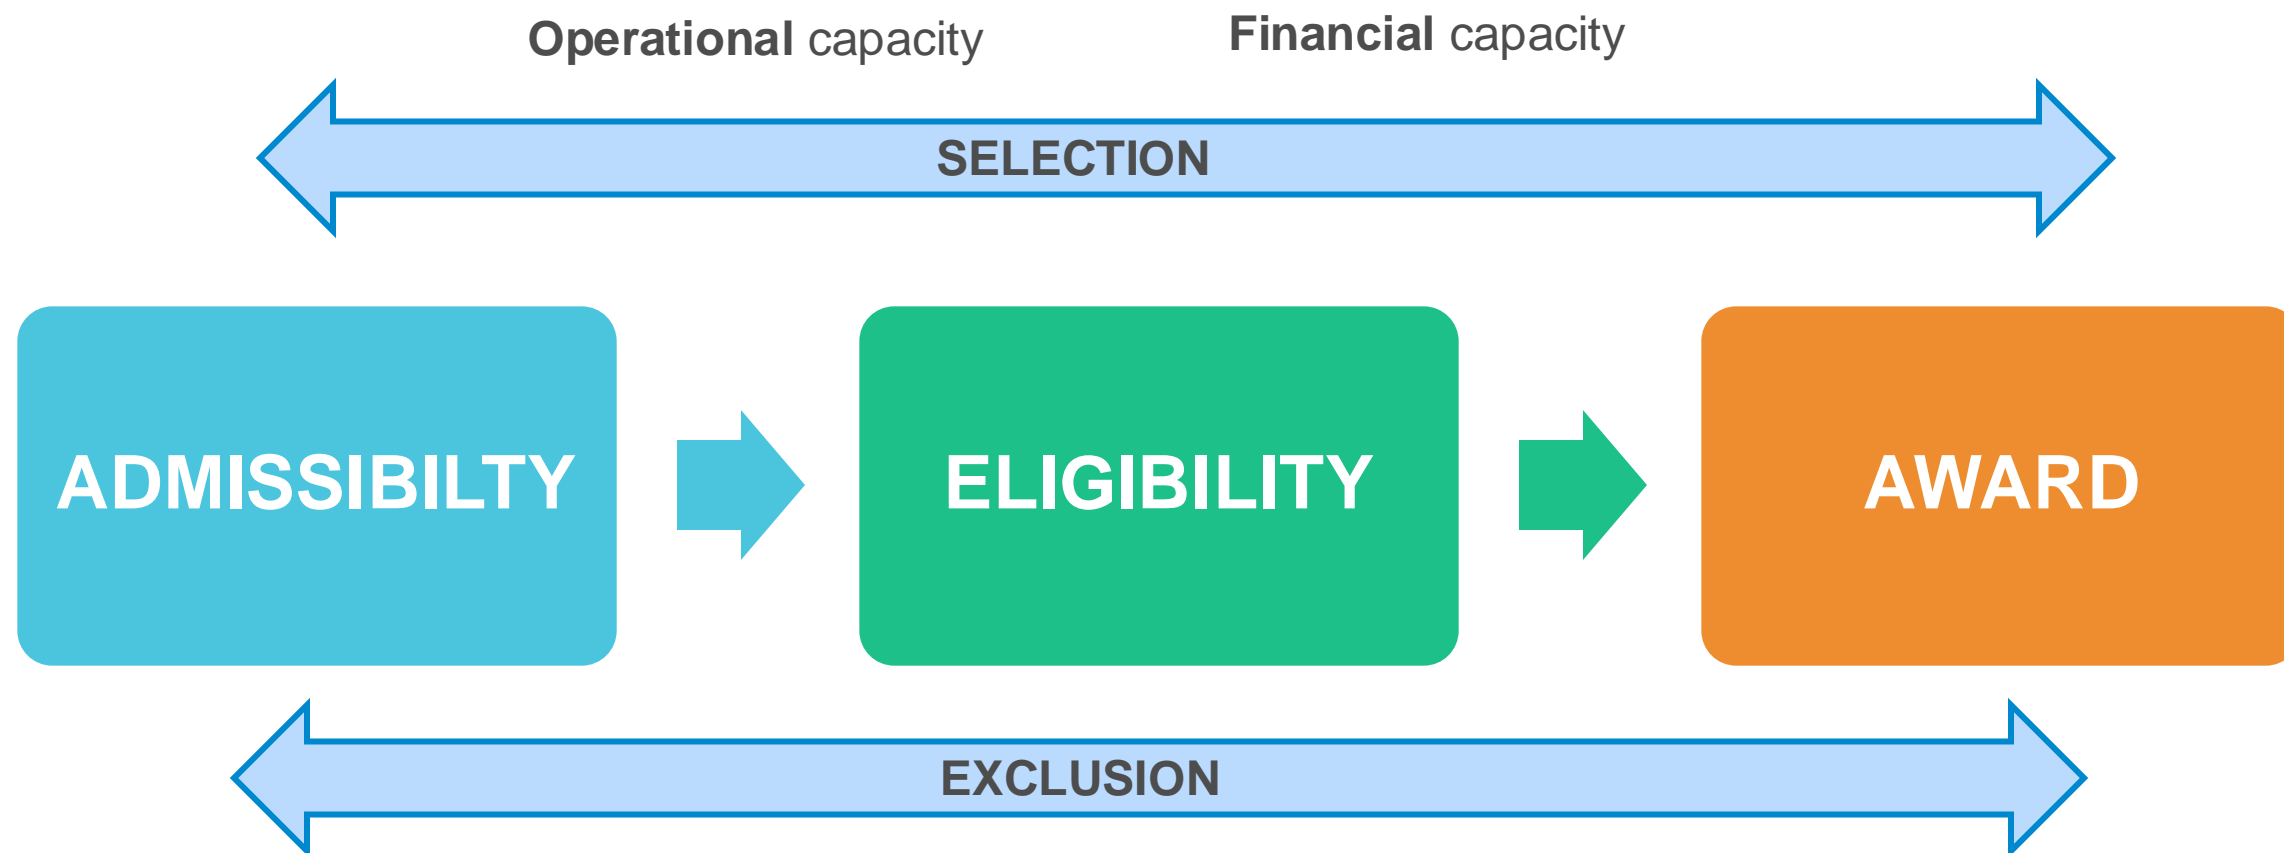 Operational capacity
Financial capacity
SELECTION
ADMISSIBILTY
ELIGIBILITY
AWARD
EXCLUSION